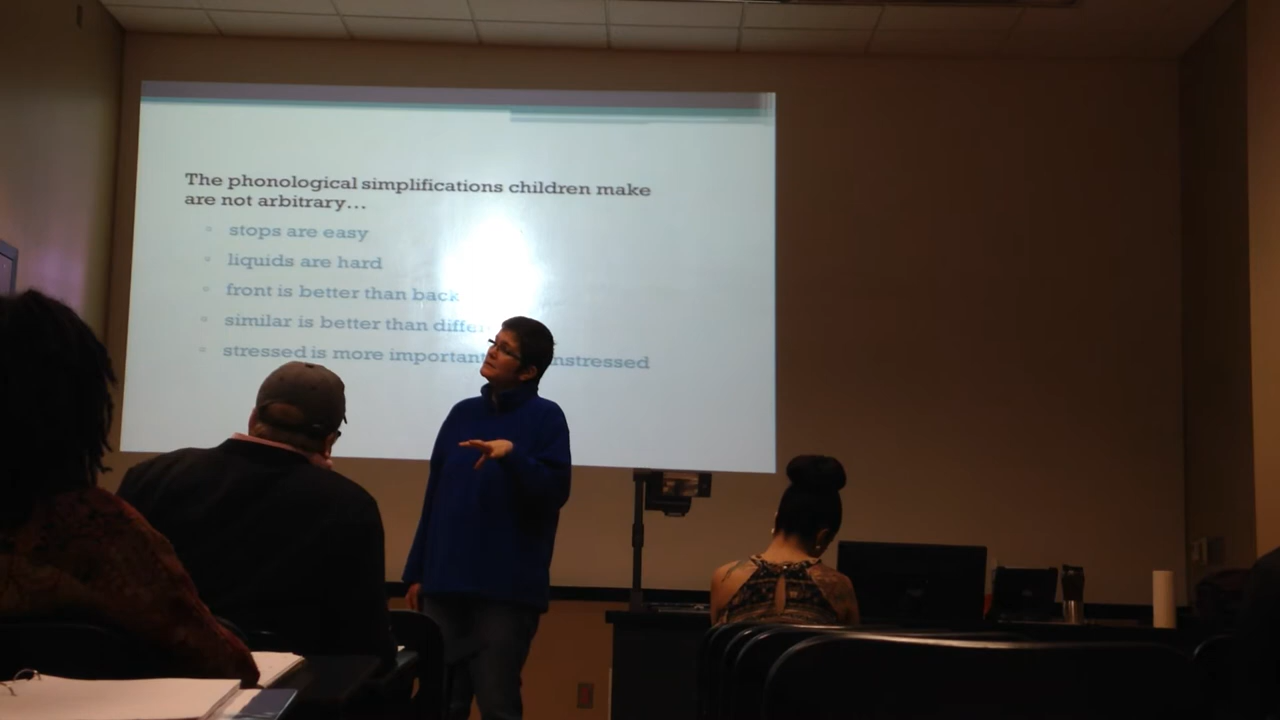 The phonological simplifications children make
are not arbitrary...
stops are easy
liquids are hard
front is better than back
similar is better than
stressed is more important